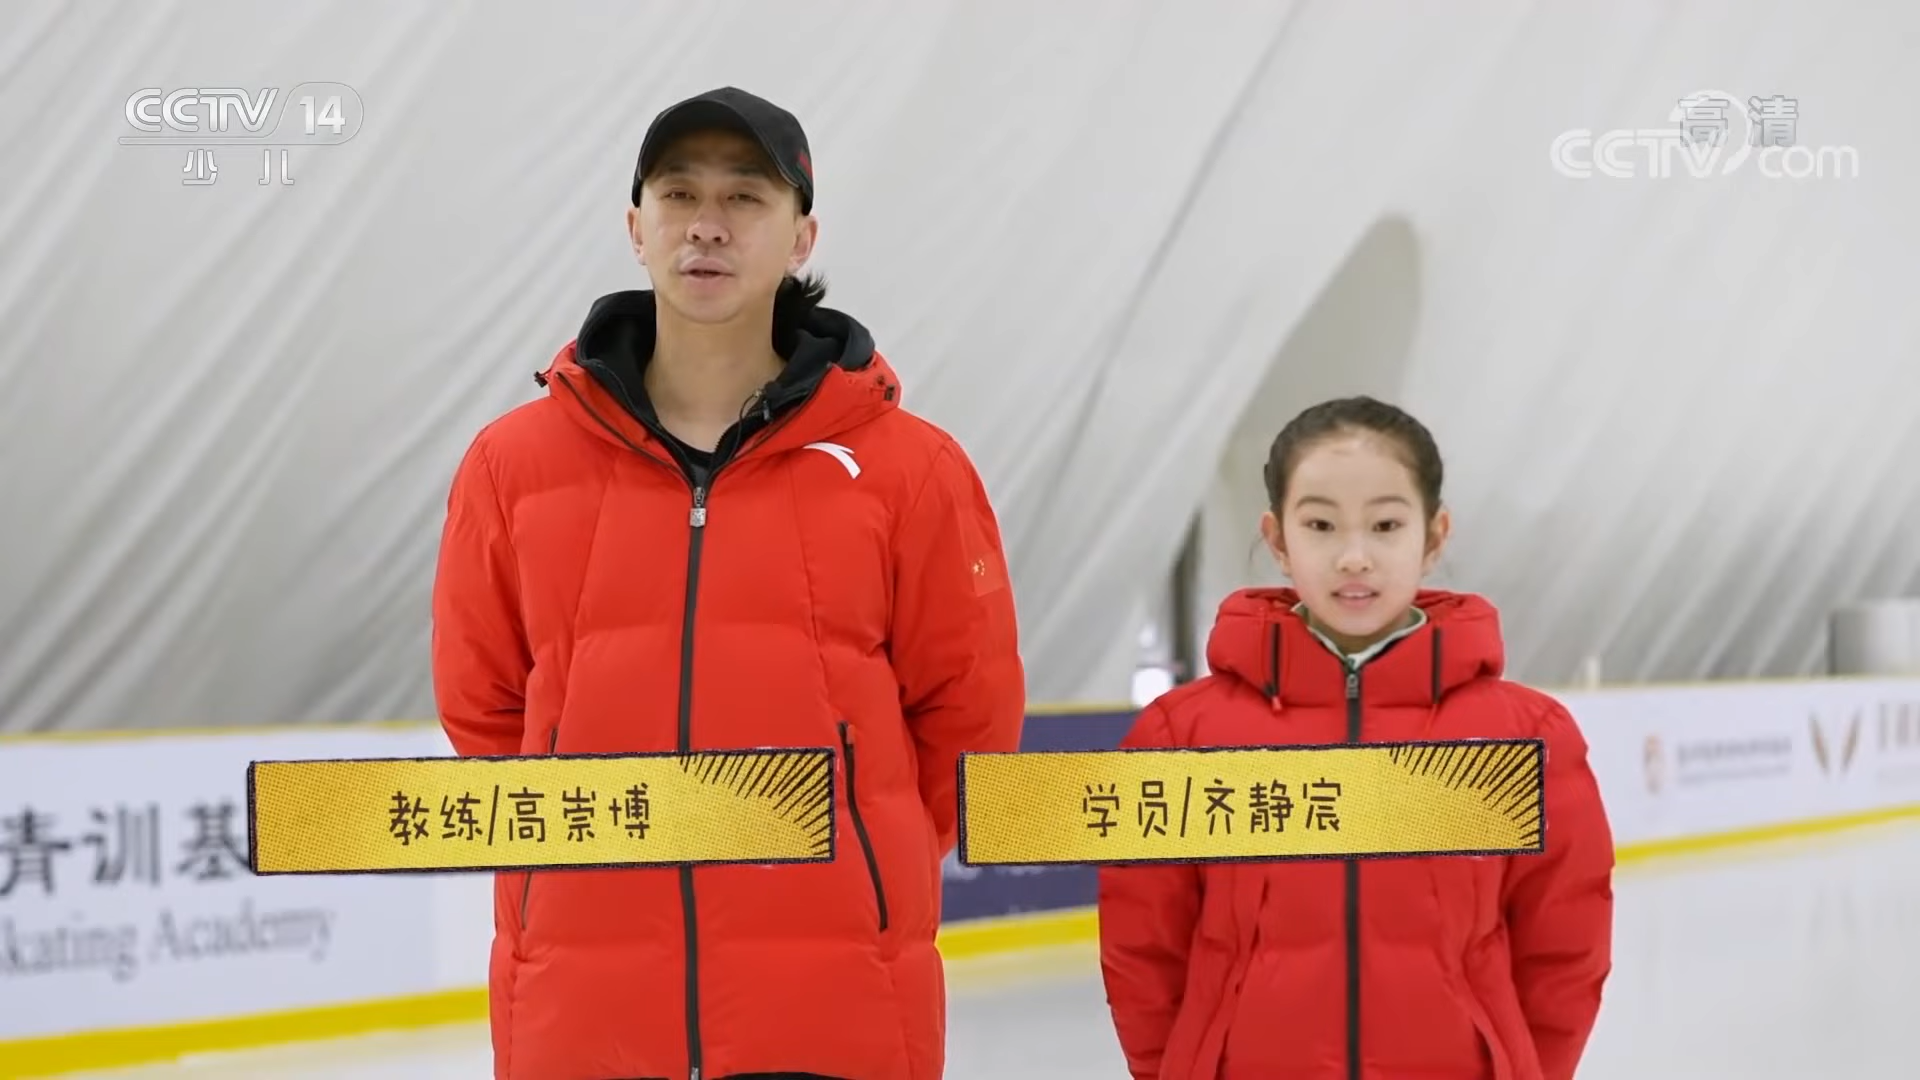 CCTV 14
少儿
高清
CCTV.com
教练/高崇博
学员/齐静宸
青训基
kating Academy